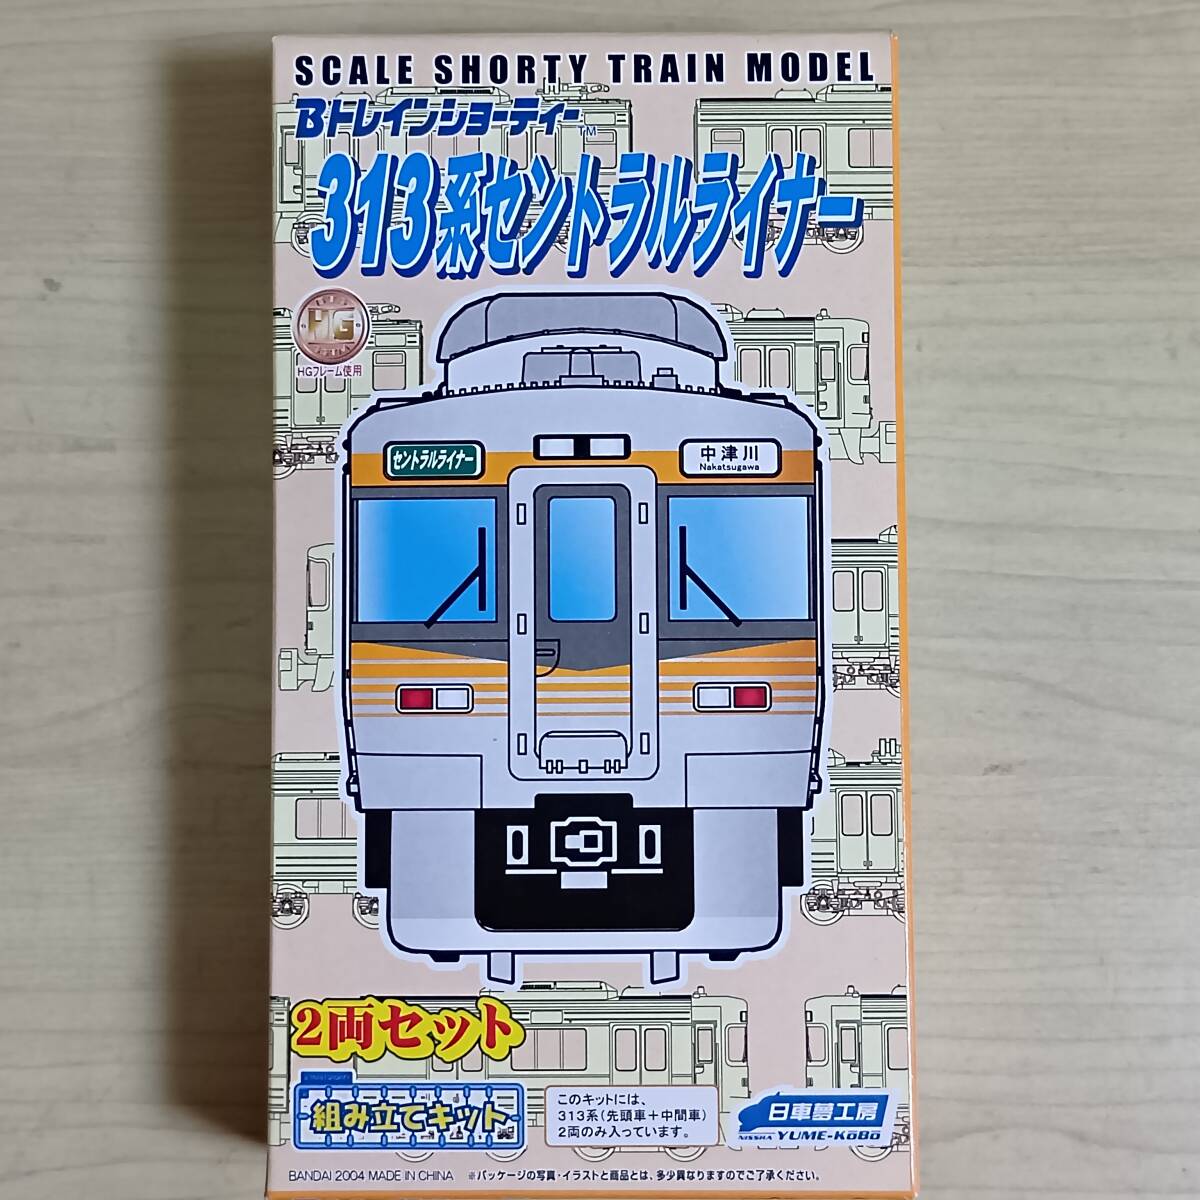 SCALE SHORTY TRAIN MODEL
BトレインショーティーTM
313系セントラルライナー
HG
HGフレーム使用
セントラルライナー
中津川
Nakatsugawa
2両セット
組み立てキット
このキットには、
313系(先頭車+中間車)
2両のみ入っています。
日車夢工房
NISSHA YUME-KoBo
BANDAI 2004 MADE IN CHINA ※パッケージの写真・イラストと商品とは、多少異なりますのでご了承ください。